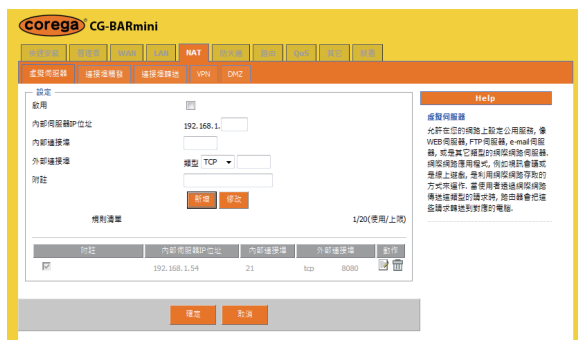 corega CG-BARmini
WAN LAN NAT 防火牆 路由 QoS 其它
虛擬伺服器 連接埠觸發 連接埠轉送 VPN DMZ
設定
啟用
內部伺服器IP位址 192.168.1.
內部連接埠
外部連接埠 類型 TCP
附註
新增 修改
規則清單 1/20(使用/上限)
附註 內部伺服器IP位址 內部連接埠 外部連接埠 動作
192.168.1.54 21 tcp 8080
確定 取消
Help
虛擬伺服器
允許在您的網路上設定公用服務, 像
WEB伺服器, FTP伺服器, e-mail伺服
器, 或是其它類型的網際網路伺服器.
網際網路應用程式, 例如視訊會議或
是線上遊戲, 是利用網際網路存取的
方式來運作. 當使用者透過網際網路
傳送這類型的請求時, 路由器會把這
些請求轉送到對應的電腦.